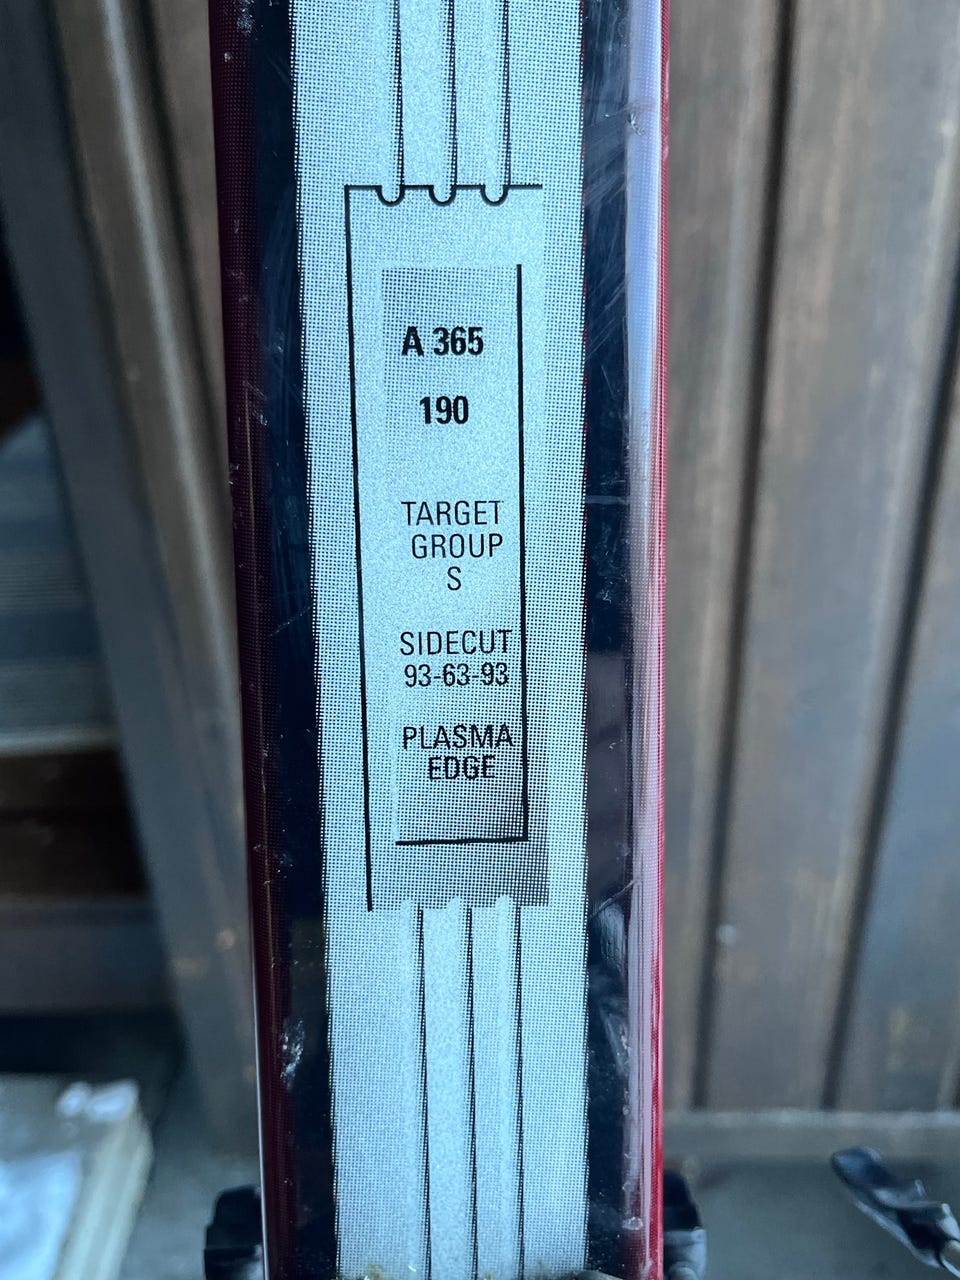 A 365
190
TARGET
GROUP
S
SIDECUT
93-63-93
PLASMA
EDGE